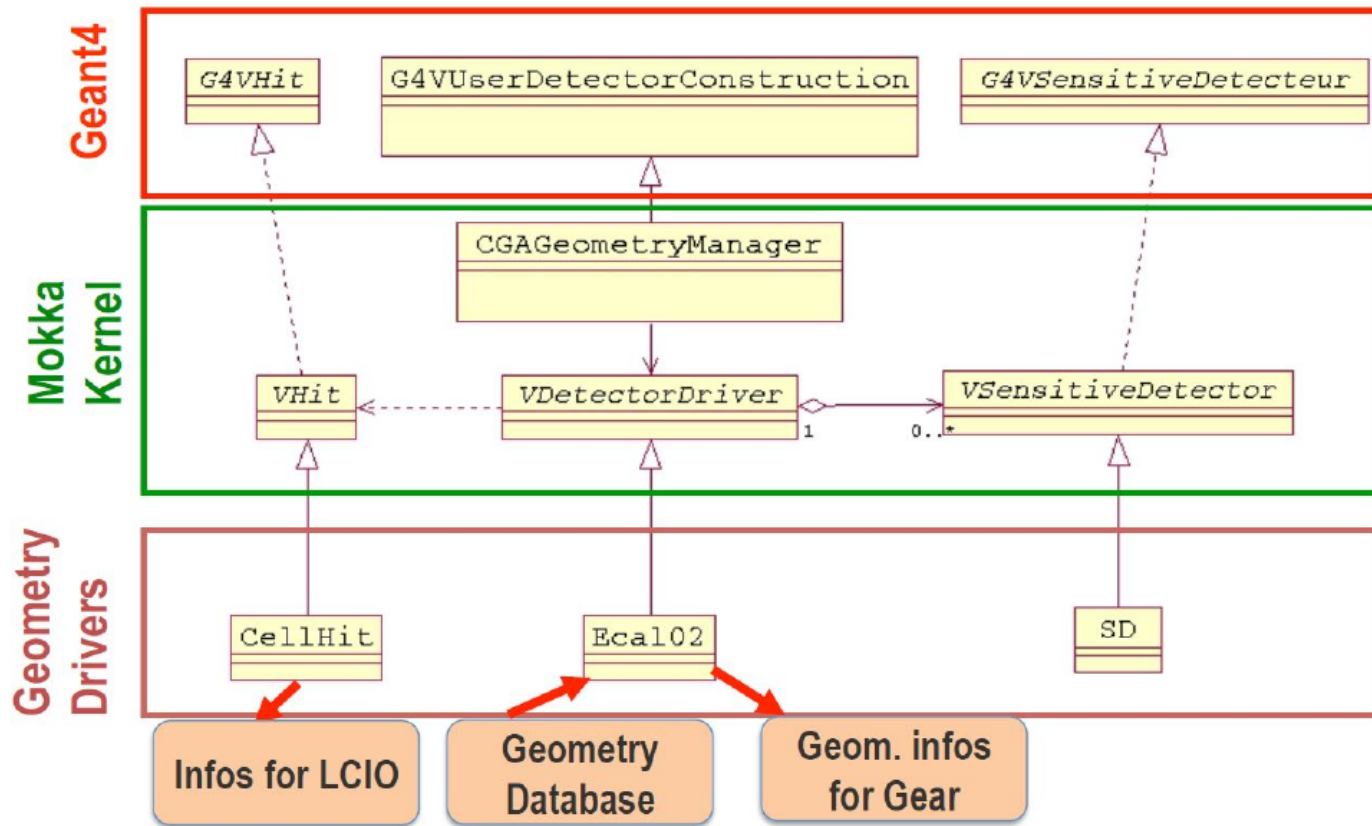 Geant4
G4VHit
G4VUserDetectorConstruction
G4VSensitiveDetecteur
Mokka
Kernel
CGAGeometryManager
VHit
VDetectorDriver
VSensitiveDetector
1
0..*
Geometry
Drivers
CellHit
Ecal02
SD
Infos for LCIO
Geometry
Database
Geom. infos
for Gear